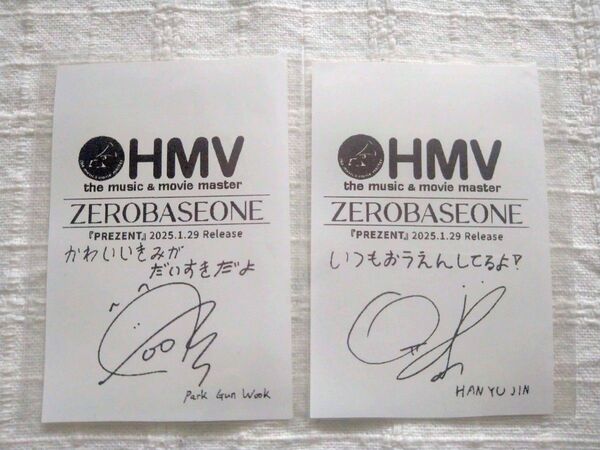 HMV
the music & movie master
ZEROBASEONE
『PREZENT』 2025.1.29 Release
かわいいきみが
だいすきだよ
Park Gun Wook
HMV
the music & movie master
ZEROBASEONE
『PREZENT』 2025.1.29 Release
いつもおうえんしてるよ?
HAN YU JIN